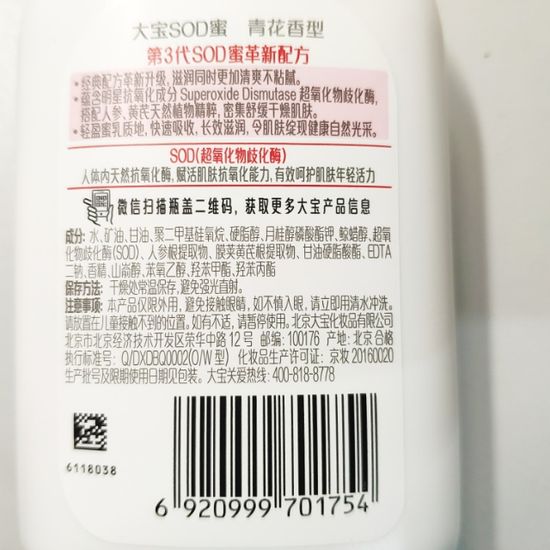 大宝SOD蜜 青花香型
第3代SOD蜜革新配方
• 经典配方革新升级, 滋润同时更加清爽不粘腻。
• 蕴含明星抗氧化成分 Superoxide Dismutase 超氧化物歧化酶,
搭配人参、黄芪天然植物精粹, 密集舒缓干燥肌肤。
• 轻盈蜜乳质地, 快速吸收, 长效滋润, 令肌肤绽现健康自然光采。
SOD(超氧化物歧化酶)
人体内天然抗氧化酶, 赋活肌肤抗氧化能力, 有效呵护肌肤年轻活力
微信扫描瓶盖二维码, 获取更多大宝产品信息
成分: 水、矿油、甘油、聚二甲基硅氧烷、硬脂醇、月桂醇磷酸酯钾、鲸蜡醇、超氧
化物歧化酶(SOD)、人参根提取物、膜荚黄芪根提取物、甘油硬脂酸酯、EDTA
二钠、香精、山嵛醇、苯氧乙醇、羟苯甲酯、羟苯丙酯
保存方法: 干燥处常温保存, 避免强光直射。
注意事项: 本产品仅限外用, 避免接触眼睛, 如不慎入眼, 请立即用清水冲洗。
请放置在儿童接触不到的位置。如有不适, 请暂停使用。北京大宝化妆品有限公司
北京市北京经济技术开发区荣华中路12号 邮编: 100176 产地: 北京 合格
执行标准号: Q/DXDBQ0002(O/W型) 化妆品生产许可证: 京妆20160020
生产批号及限期使用日期见包装。大宝关爱热线: 400-818-8778
6118038
6 920999 701754